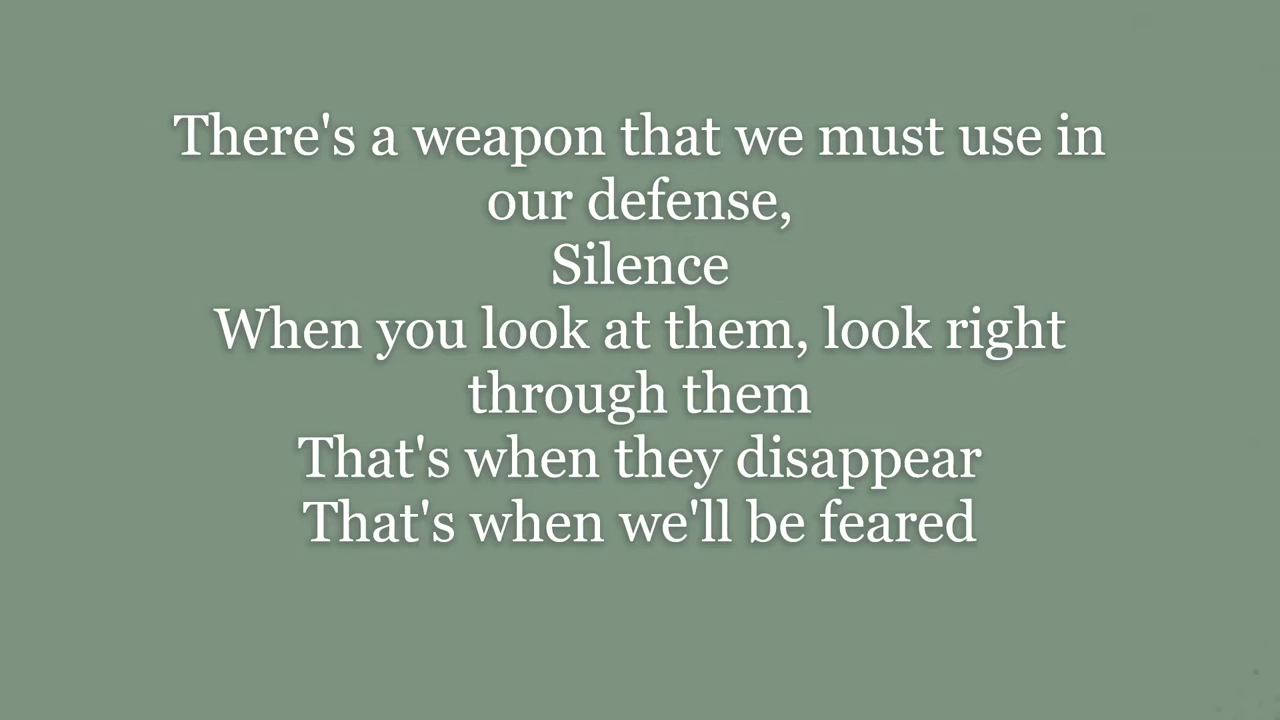 There's a weapon that we must use in
our defense,
Silence
When you look at them, look right
through them
That's when they disappear
That's when we'll be feared